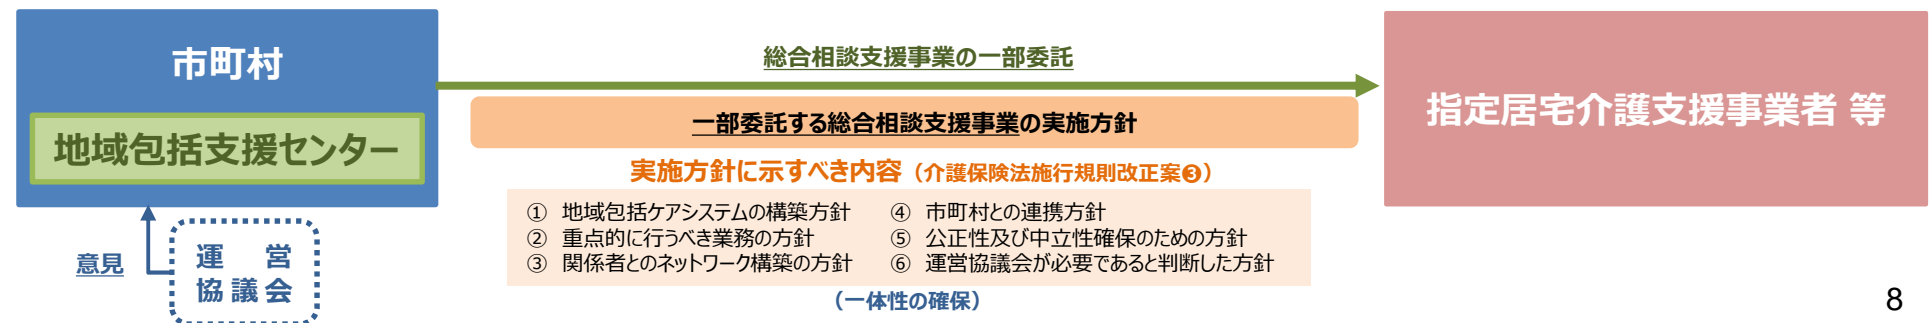 市町村
地域包括支援センター
意見
運 営
協議会
総合相談支援事業の一部委託
一部委託する総合相談支援事業の実施方針
実施方針に示すべき内容（介護保険法施行規則改正案❸）
① 地域包括ケアシステムの構築方針
② 重点的に行うべき業務の方針
③ 関係者とのネットワーク構築の方針
④ 市町村との連携方針
⑤ 公正性及び中立性確保のための方針
⑥ 運営協議会が必要であると判断した方針
（一体性の確保）
指定居宅介護支援事業者 等
8